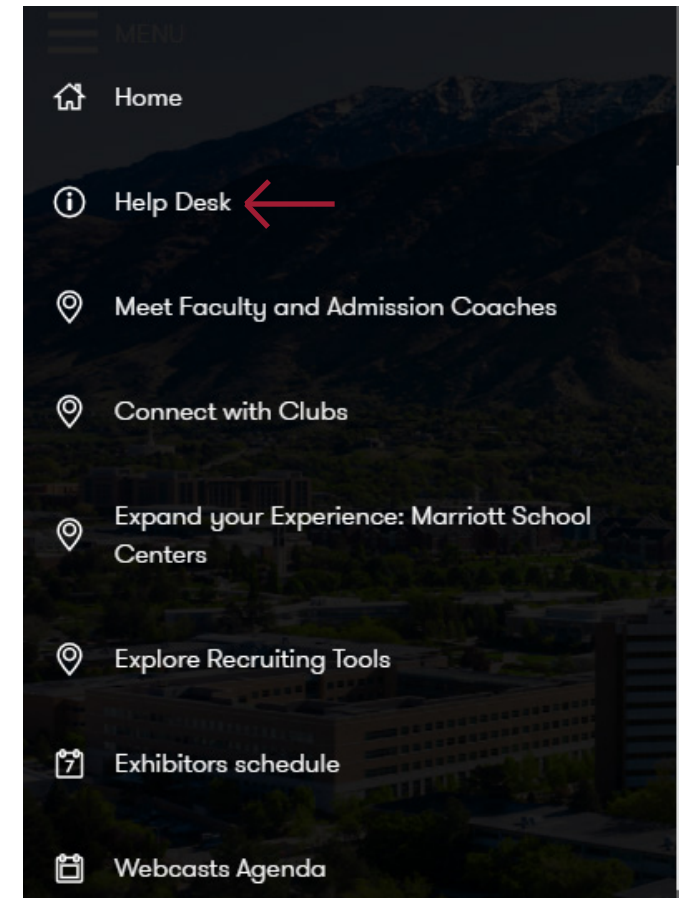 MENU
Home
Help Desk
Meet Faculty and Admission Coaches
Connect with Clubs
Expand your Experience: Marriott School
Centers
Explore Recruiting Tools
7
Exhibitors schedule
Webcasts Agenda